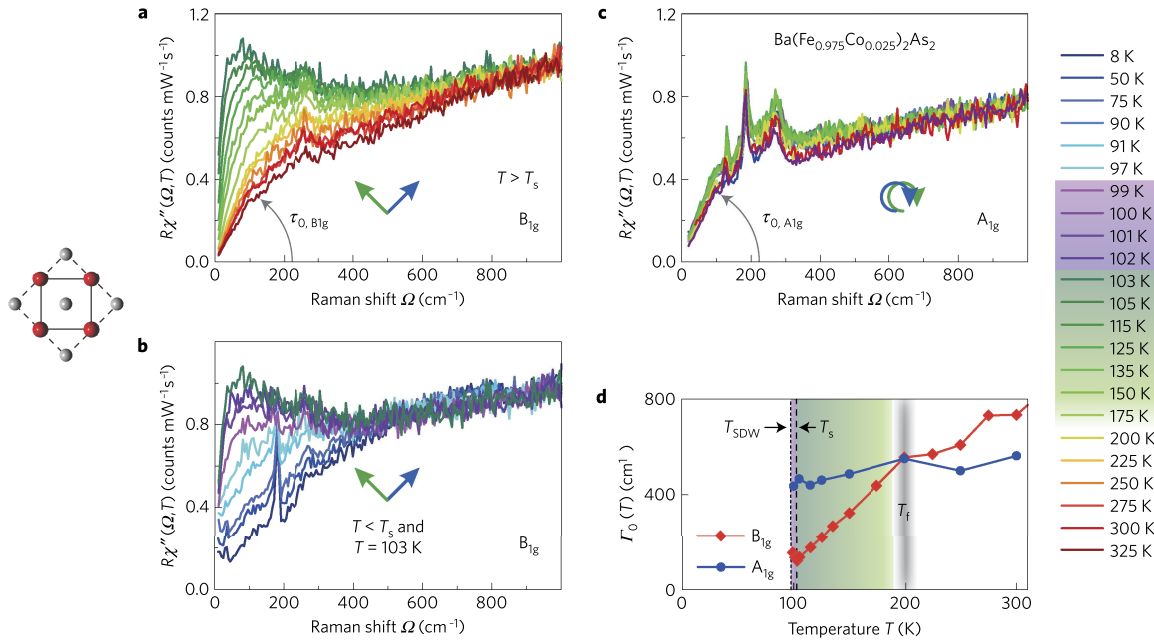 a
1.2
0.8
0.4
0.0
Rχ″(Ω,T) (counts mW⁻¹s⁻¹)
T > Tₛ
τ₀, B1g
B₁g
0 200 400 600 800
Raman shift Ω (cm⁻¹)
c
1.2
0.8
0.4
0.0
Rχ″(Ω,T) (counts mW⁻¹s⁻¹)
Ba(Fe₀.₉₇₅Co₀.₀₂₅)₂As₂
τ₀, A1g
A₁g
0 200 400 600 800
Raman shift Ω (cm⁻¹)
8 K
50 K
75 K
90 K
91 K
97 K
99 K
100 K
101 K
102 K
103 K
105 K
115 K
125 K
135 K
150 K
175 K
200 K
225 K
250 K
275 K
300 K
325 K
b
0.8
0.4
0.0
Rχ″(Ω,T) (counts mW⁻¹s⁻¹)
T < Tₛ and
T = 103 K
B₁g
0 200 400 600 800
Raman shift Ω (cm⁻¹)
d
800
400
0
Γ₀ (T) (cm¹)
T_SDW
Tₛ
T_f
B₁g
A₁g
0 100 200 300
Temperature T (K)